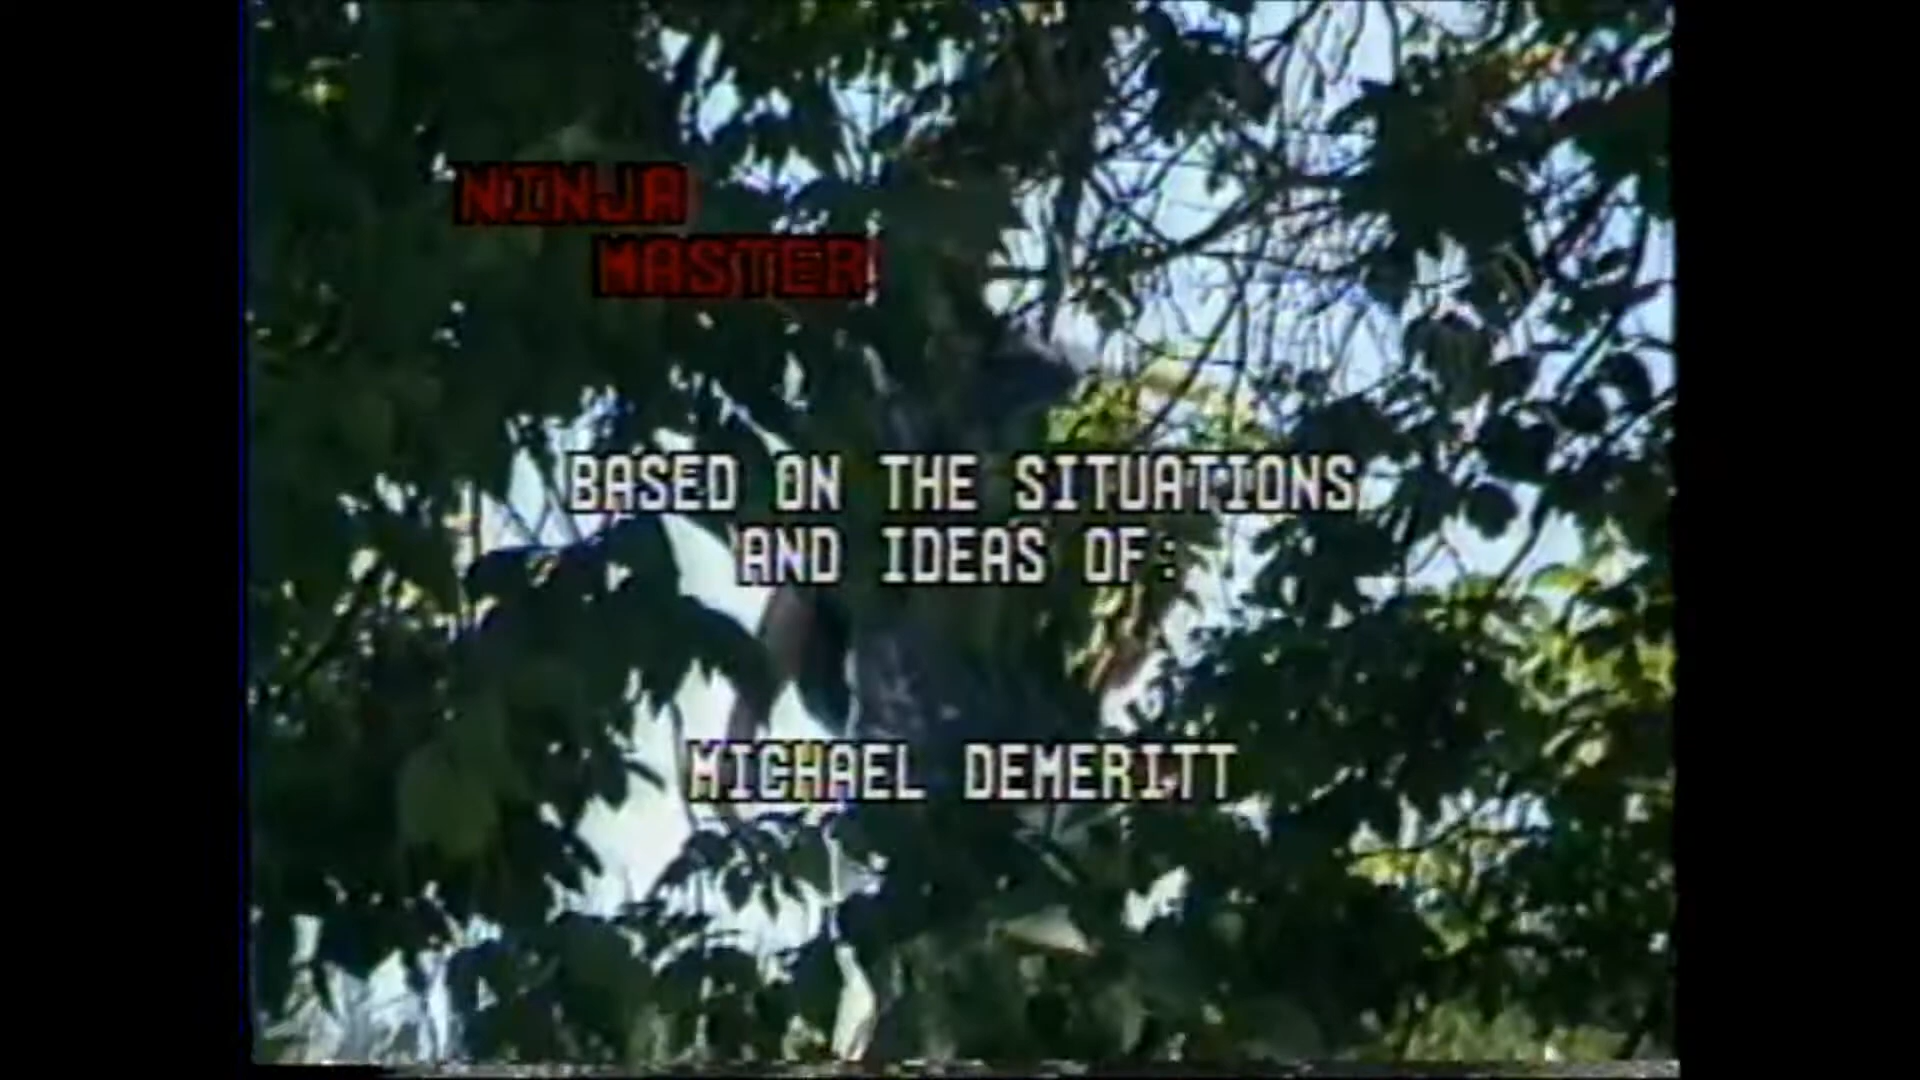 NINJA
MASTER
BASED ON THE SITUATIONS
AND IDEAS OF:
MICHAEL DEMERITT